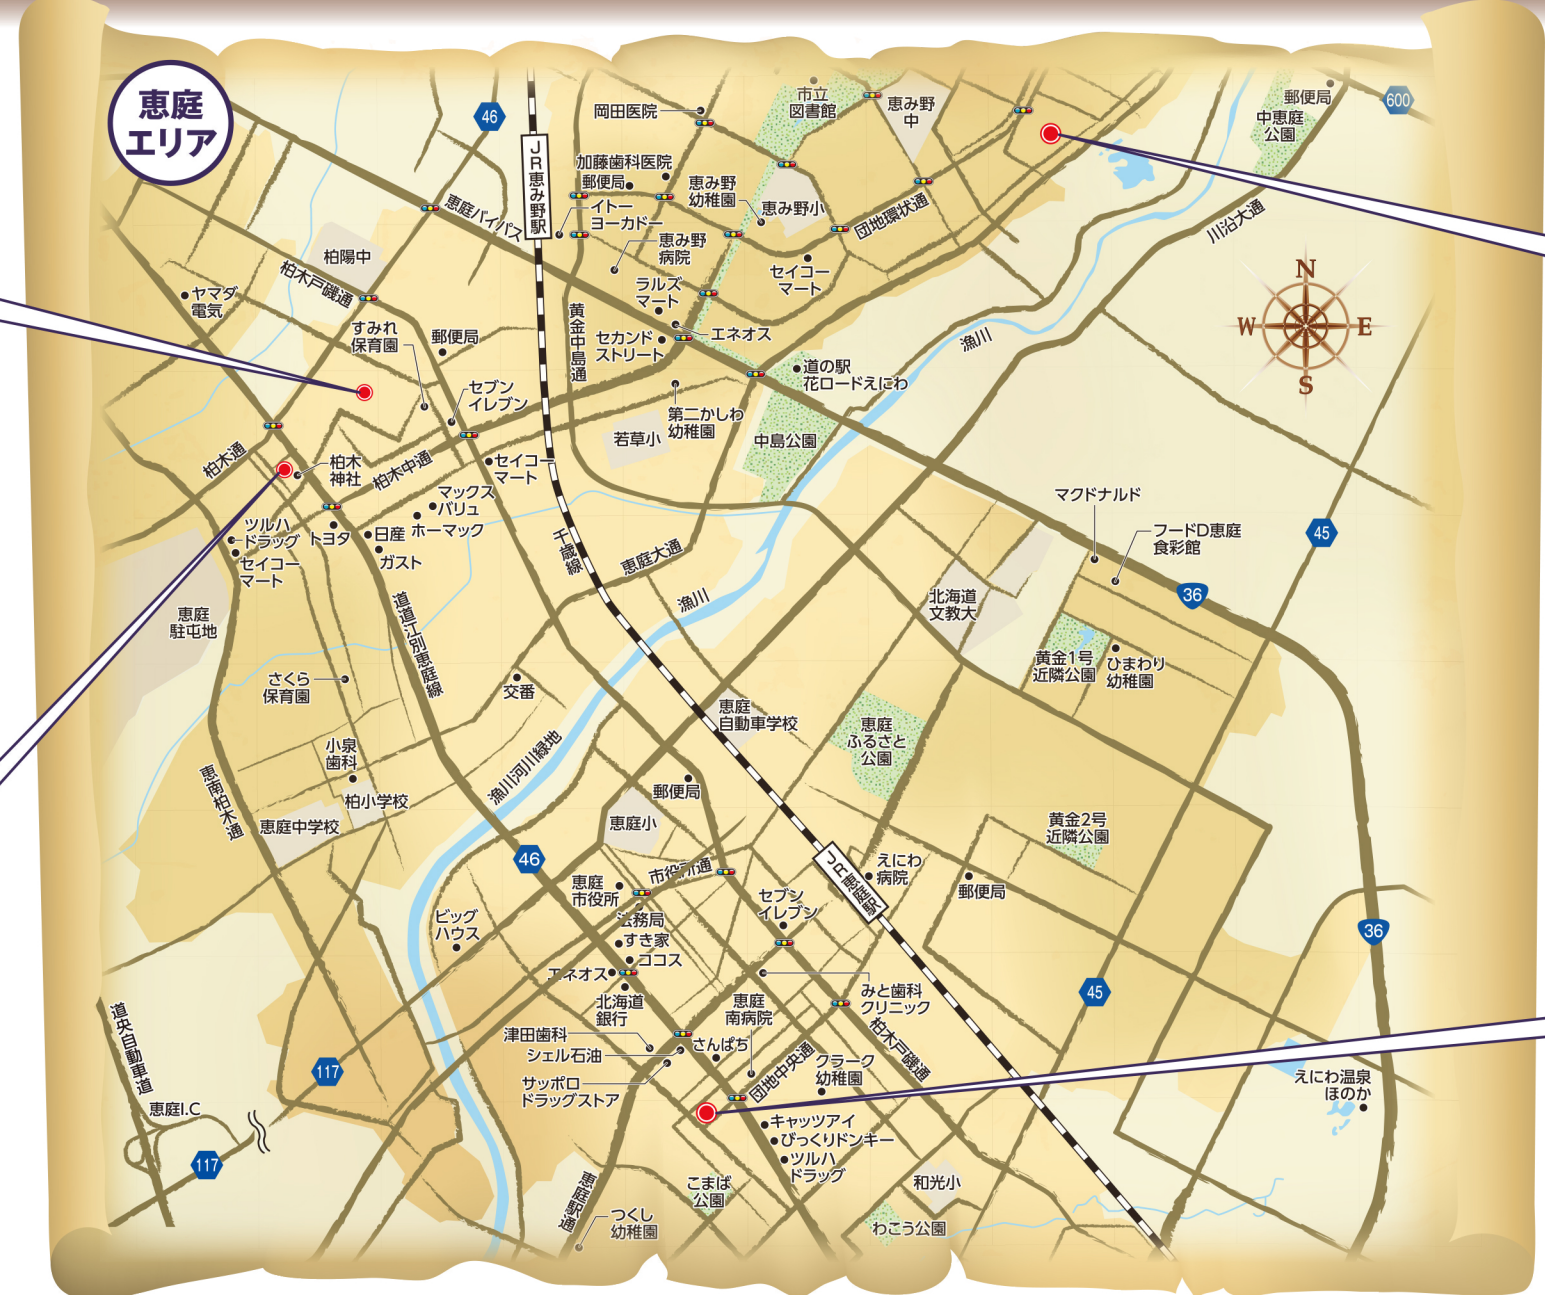 恵庭
エリア
46
JR恵み野駅
岡田医院
市立
図書館
恵み野
中
郵便局
中恵庭
公園
600
加藤歯科医院
郵便局
イトー
ヨーカドー
恵み野
幼稚園
恵み野小
団地環状通
川沿大通
恵庭バイパス
恵み野
病院
セイコー
マート
ラルズ
マート
柏陽中
柏木戸磯通
ヤマダ
電気
すみれ
保育園
郵便局
黄金中島通
セカンド
ストリート
エネオス
漁川
N
W
E
S
道の駅
花ロードえにわ
セブン
イレブン
第二かしわ
幼稚園
若草小
中島公園
柏木通
柏木
神社
柏木中通
セイコー
マート
マックス
バリュ
ホーマック
マクドナルド
フードD恵庭
食彩館
45
ツルハ
ドラッグ
トヨタ
日産
ガスト
セイコー
マート
千歳線
恵庭大通
漁川
36
北海道
文教大
恵庭
駐屯地
道道江別恵庭線
黄金1号
近隣公園
ひまわり
幼稚園
さくら
保育園
交番
恵庭
自動車学校
恵庭
ふるさと
公園
小泉
歯科
柏小学校
恵南柏木通
恵庭中学校
漁川河川緑地
郵便局
恵庭小
黄金2号
近隣公園
46
市役所通
恵庭
市役所
JR恵庭駅
えにわ
病院
郵便局
セブン
イレブン
法務局
すき家
ココス
エネオス
ビッグ
ハウス
36
北海道
銀行
恵庭
南病院
みと歯科
クリニック
45
道央自動車道
津田歯科
シェル石油
さんぱち
柏木戸磯通
サッポロ
ドラッグストア
団地中央通
クラーク
幼稚園
117
えにわ温泉
ほのか
恵庭I.C
キャッツアイ
びっくりドンキー
ツルハ
ドラッグ
117
恵庭駅通
こまば
公園
和光小
つくし
幼稚園
わこう公園